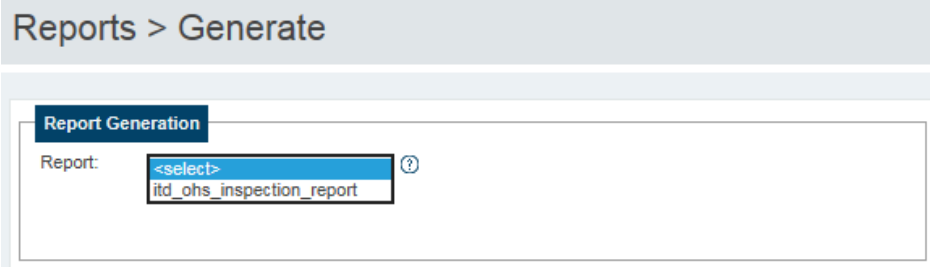 Reports > Generate
Report Generation
Report:
<select>
itd_ohs_inspection_report